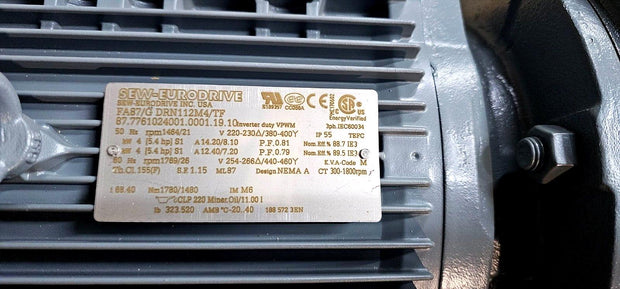 SEW-EURODRIVE
SEW-EURODRIVE INC. USA
FA87/G DRN112M4/TF
87.7761024001.0001.19.10 Inverter duty VPWM
3ph.IEC60034
EnergyVerified
50 Hz rpm 1464/21 V 220-230Δ/380-400Y IP 55 TEFC
kW 4 [5.4 hp] S1 A 14.20/8.10 P.F. 0.81 Nom.Eff.% 88.7 IE3
kW 4 [5.4 hp] S1 A 12.40/7.20 P.F. 0.79 Nom.Eff.% 89.5 IE3
60 Hz rpm 1769/26 V 254-266Δ/440-460Y K.V.A-Code M
Th.Cl. 155(F) S.F 1.15 ML 87 Design NEMA A CT 300-1800rpm
i 68.40 Nm 1780/1480 IM M6
CLP 220 Miner.Oil/11.00 l
lb 323.520 AMB °C -20..40 188 572 3 EN